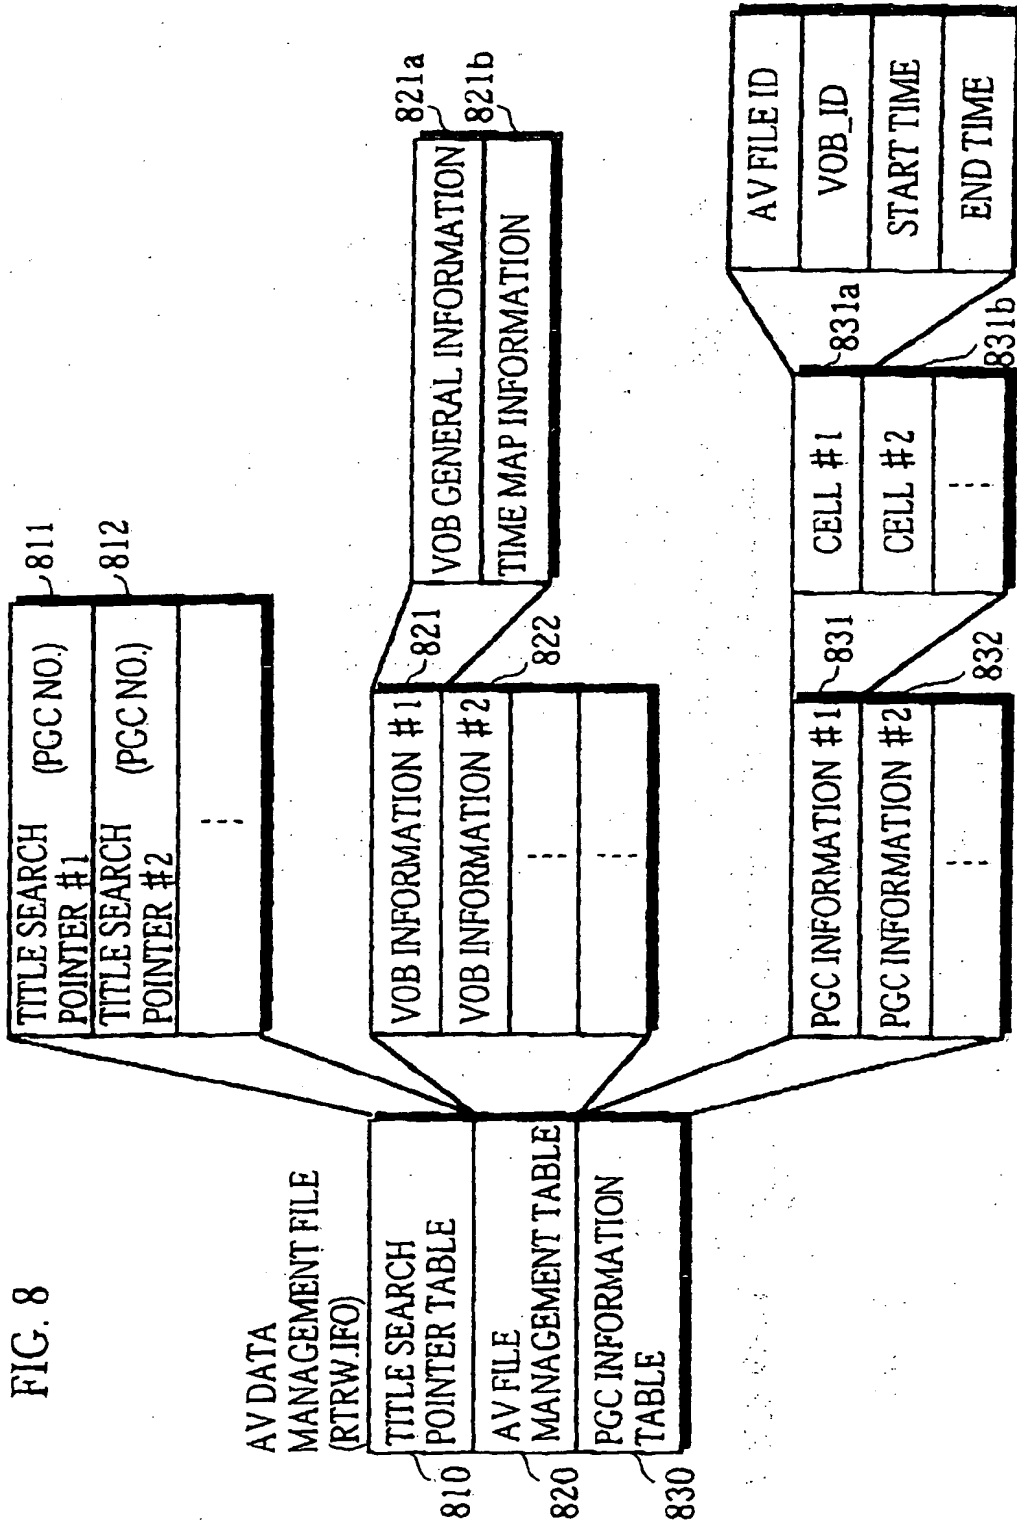 FIG. 8
AV DATA
MANAGEMENT FILE
(RTRW.IFO)
TITLE SEARCH
POINTER TABLE
810
AV FILE
MANAGEMENT TABLE
820
PGC INFORMATION
TABLE
830
TITLE SEARCH
POINTER #1
(PGC NO.)
811
TITLE SEARCH
POINTER #2
(PGC NO.)
812
VOB INFORMATION #1
821
VOB INFORMATION #2
822
VOB GENERAL INFORMATION
821a
TIME MAP INFORMATION
821b
PGC INFORMATION #1
831
PGC INFORMATION #2
832
CELL #1
831a
CELL #2
831b
AV FILE ID
VOB_ID
START TIME
END TIME